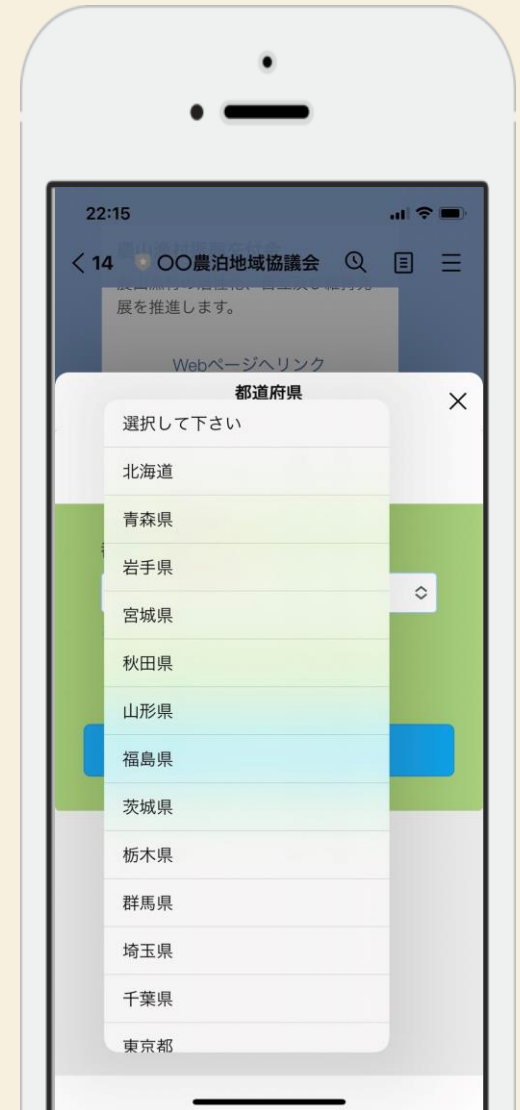 22:15
14 〇〇農泊地域協議会
展を推進します。
Webページへリンク
都道府県
選択して下さい
北海道
青森県
岩手県
宮城県
秋田県
山形県
福島県
茨城県
栃木県
群馬県
埼玉県
千葉県
東京都